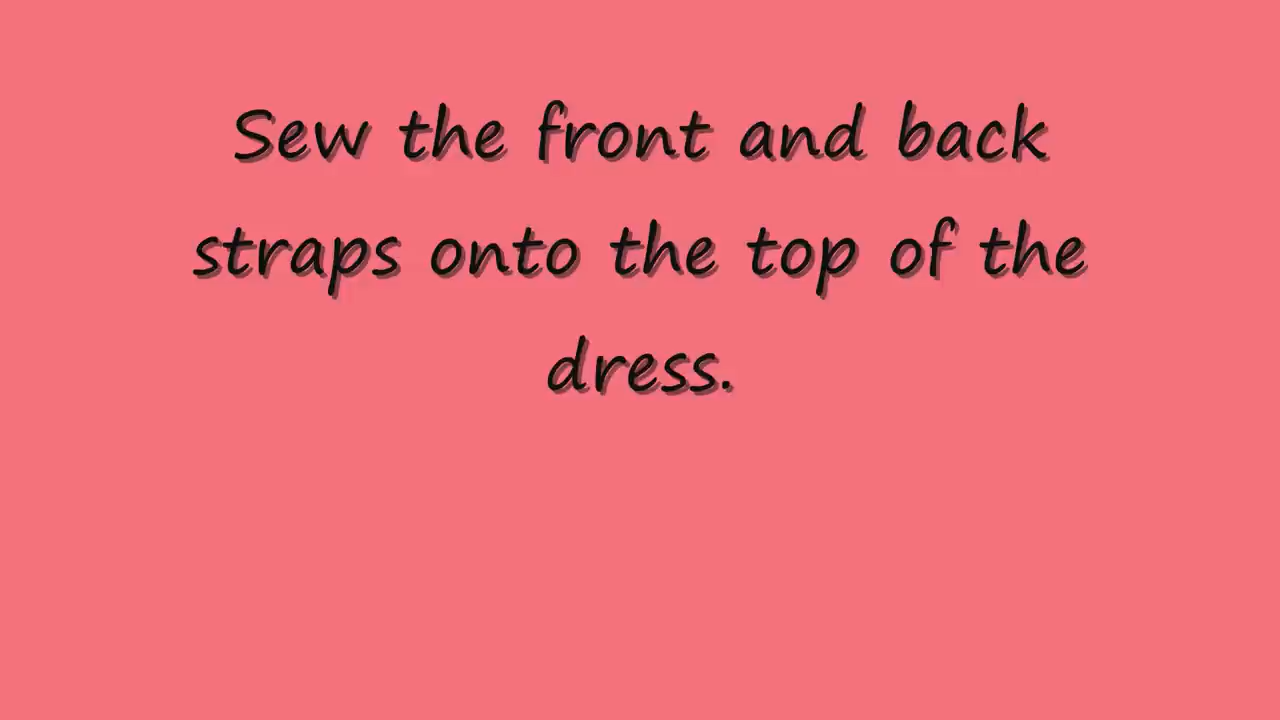 Sew the front and back
straps onto the top of the
dress.